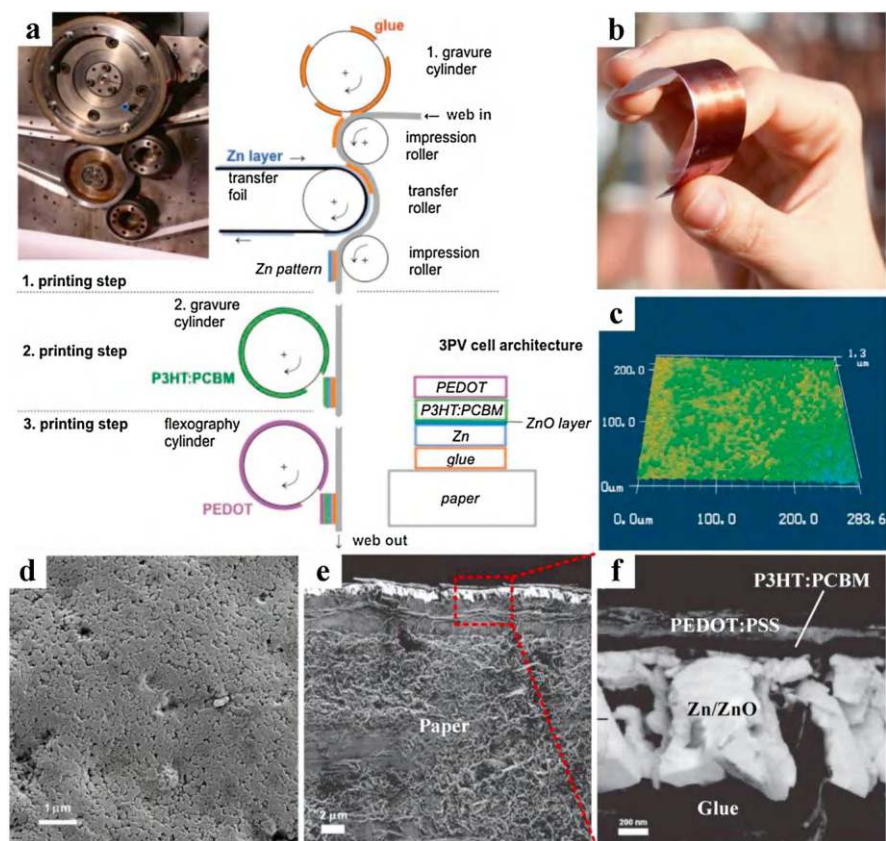 a
glue
1. gravure
cylinder
web in
impression
roller
Zn layer
transfer
foil
transfer
roller
impression
roller
Zn pattern
1. printing step
2. gravure
cylinder
2. printing step
P3HT:PCBM
3. printing step
flexography
cylinder
PEDOT
web out
3PV cell architecture
PEDOT
P3HT:PCBM
ZnO layer
Zn
glue
paper
b
c
1.3
um
200.0
100.0
0um
0.0um
100.0
200.0
283.6
d
1 μm
e
Paper
2 μm
f
P3HT:PCBM
PEDOT:PSS
Zn/ZnO
Glue
200 nm